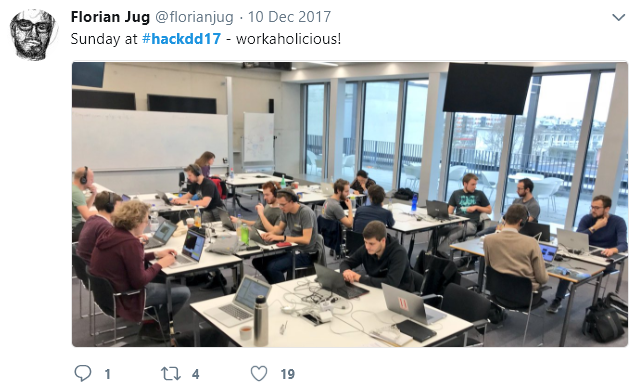 Florian Jug @florianjug · 10 Dec 2017
Sunday at #hackdd17 - workaholicious!
1 4 19